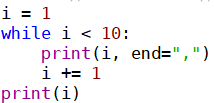 i = 1
while i < 10:
    print(i, end=",")
    i += 1
print(i)